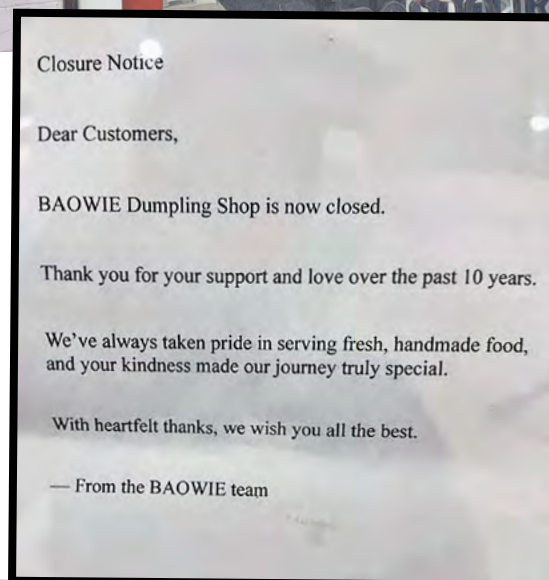 Closure Notice
Dear Customers,
BAOWIE Dumpling Shop is now closed.
Thank you for your support and love over the past 10 years.
We've always taken pride in serving fresh, handmade food,
and your kindness made our journey truly special.
With heartfelt thanks, we wish you all the best.
— From the BAOWIE team